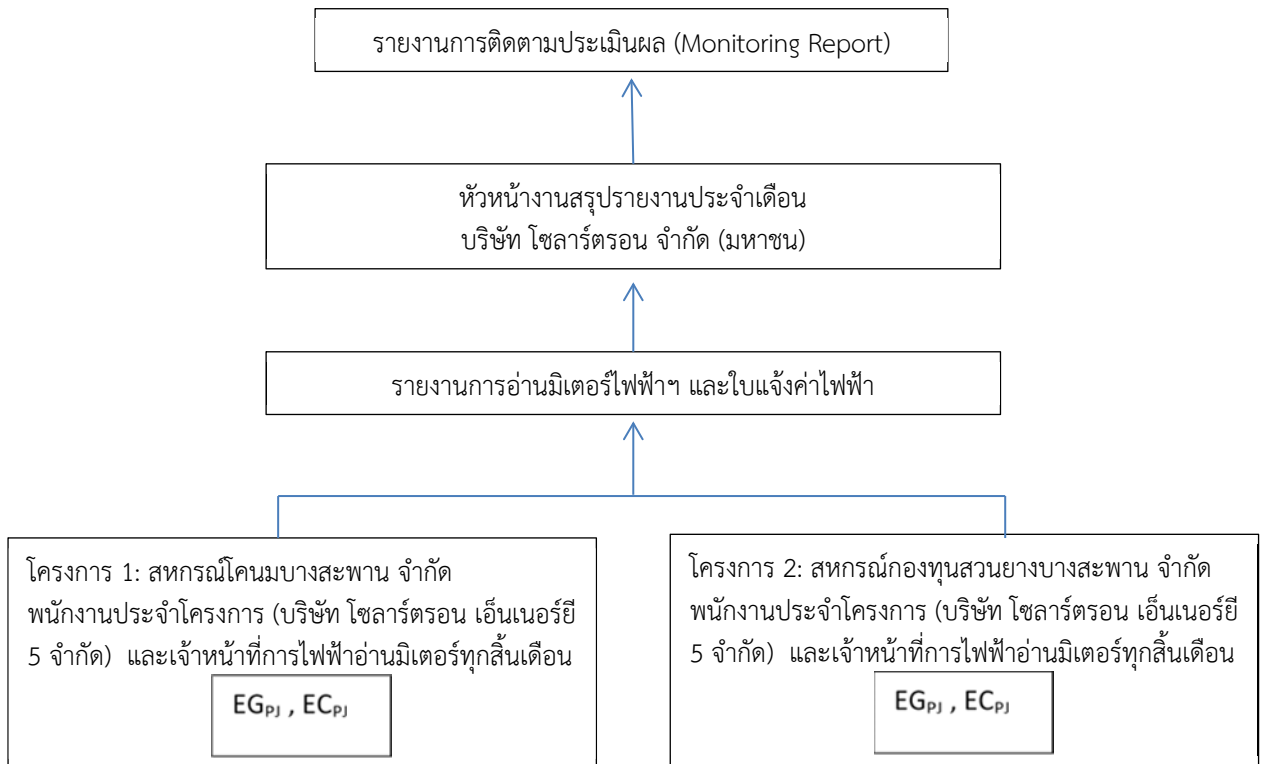 รายงานการติดตามประเมินผล (Monitoring Report)
หัวหน้างานสรุปรายงานประจำเดือน
บริษัท โซลาร์ตรอน จำกัด (มหาชน)
รายงานการอ่านมิเตอร์ไฟฟ้าฯ และใบแจ้งค่าไฟฟ้า
โครงการ 1: สหกรณ์โคนมบางสะพาน จำกัด
พนักงานประจำโครงการ (บริษัท โซลาร์ตรอน เอ็นเนอร์ยี
5 จำกัด) และเจ้าหน้าที่การไฟฟ้าอ่านมิเตอร์ทุกสิ้นเดือน
EG_PJ , EC_PJ
โครงการ 2: สหกรณ์กองทุนสวนยางบางสะพาน จำกัด
พนักงานประจำโครงการ (บริษัท โซลาร์ตรอน เอ็นเนอร์ยี
5 จำกัด) และเจ้าหน้าที่การไฟฟ้าอ่านมิเตอร์ทุกสิ้นเดือน
EG_PJ , EC_PJ